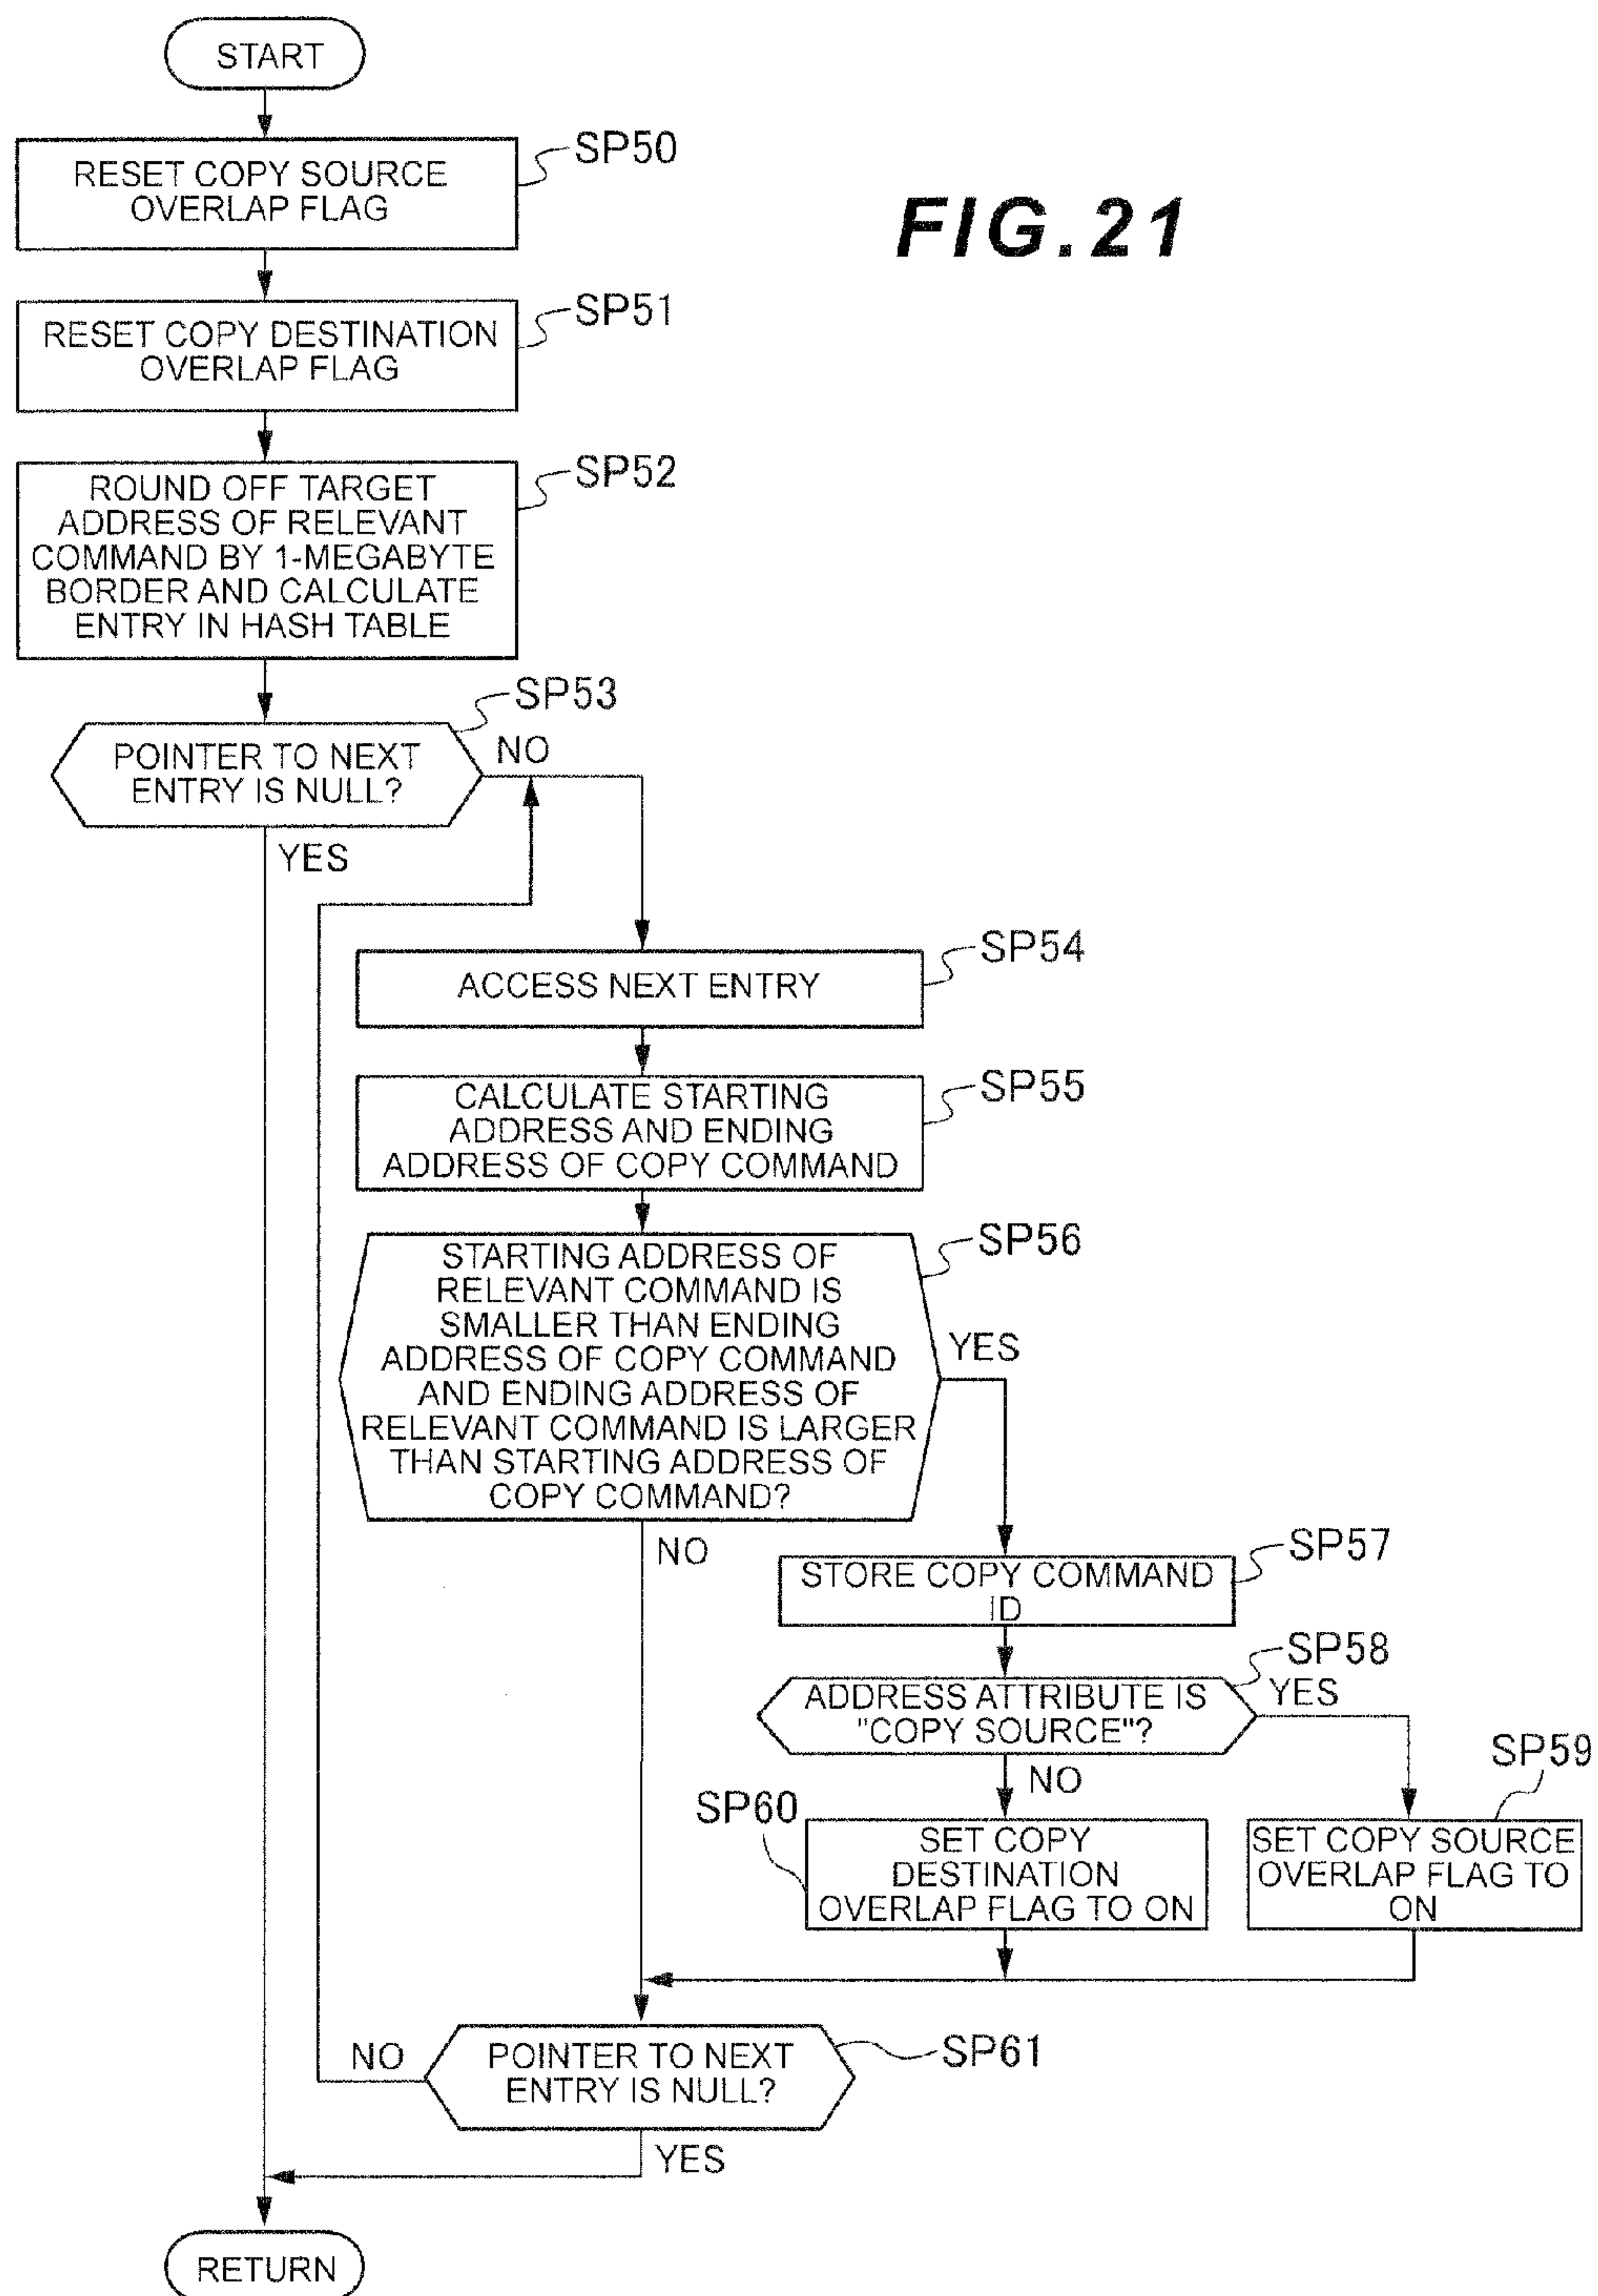 START
SP50
RESET COPY SOURCE
OVERLAP FLAG
FIG.21
SP51
RESET COPY DESTINATION
OVERLAP FLAG
SP52
ROUND OFF TARGET
ADDRESS OF RELEVANT
COMMAND BY 1-MEGABYTE
BORDER AND CALCULATE
ENTRY IN HASH TABLE
SP53
POINTER TO NEXT
ENTRY IS NULL?
NO
YES
SP54
ACCESS NEXT ENTRY
SP55
CALCULATE STARTING
ADDRESS AND ENDING
ADDRESS OF COPY COMMAND
SP56
STARTING ADDRESS OF
RELEVANT COMMAND IS
SMALLER THAN ENDING
ADDRESS OF COPY COMMAND
AND ENDING ADDRESS OF
RELEVANT COMMAND IS LARGER
THAN STARTING ADDRESS OF
COPY COMMAND?
YES
NO
SP57
STORE COPY COMMAND
ID
SP58
ADDRESS ATTRIBUTE IS
"COPY SOURCE"?
YES
NO
SP59
SP60
SET COPY
DESTINATION
OVERLAP FLAG TO ON
SET COPY SOURCE
OVERLAP FLAG TO
ON
SP61
POINTER TO NEXT
ENTRY IS NULL?
NO
YES
RETURN